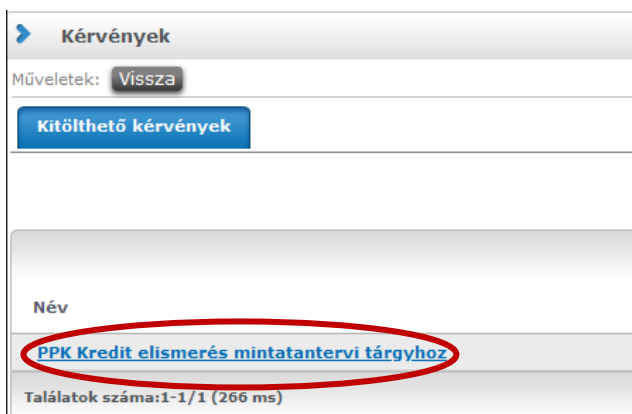 Kérvények
Műveletek: Vissza
Kitölthető kérvények
Név
PPK Kredit elismerés mintatantervi tárgyhoz
Találatok száma:1-1/1 (266 ms)